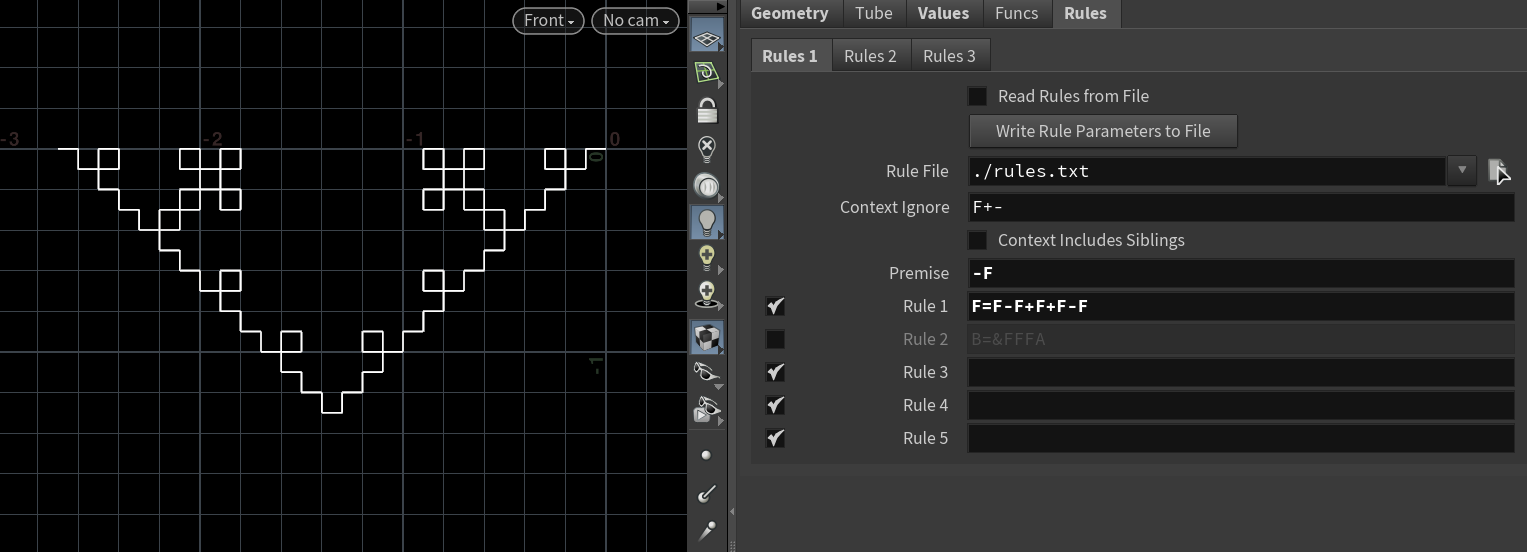 Front
No cam
-3
-2
-1
0
0
-1
Geometry Tube Values Funcs Rules
Rules 1 Rules 2 Rules 3
Read Rules from File
Write Rule Parameters to File
Rule File ./rules.txt
Context Ignore F+-
Context Includes Siblings
Premise -F
Rule 1 F=F-F+F+F-F
Rule 2 B=&FFFA
Rule 3
Rule 4
Rule 5